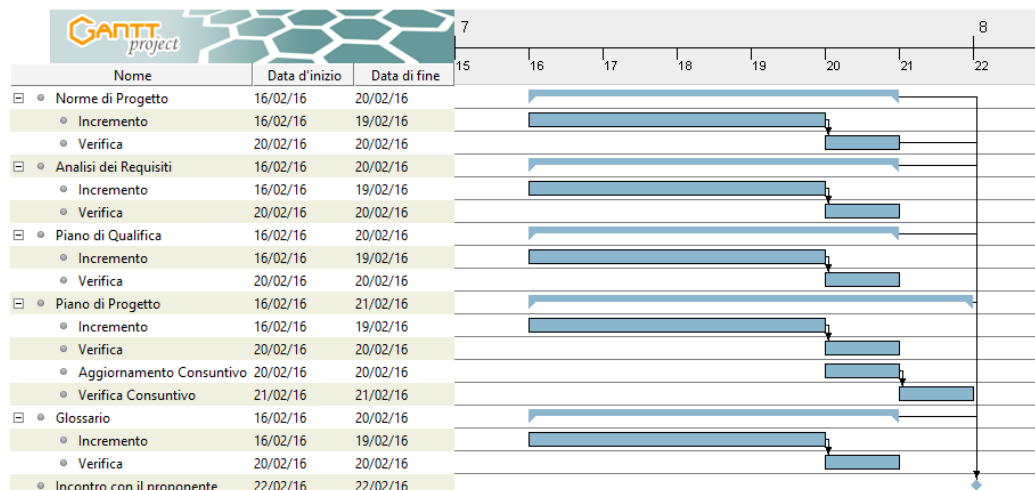 GANTT
project
7 8
Nome Data d'inizio Data di fine 15 16 17 18 19 20 21 22
Norme di Progetto 16/02/16 20/02/16
Incremento 16/02/16 19/02/16
Verifica 20/02/16 20/02/16
Analisi dei Requisiti 16/02/16 20/02/16
Incremento 16/02/16 19/02/16
Verifica 20/02/16 20/02/16
Piano di Qualifica 16/02/16 20/02/16
Incremento 16/02/16 19/02/16
Verifica 20/02/16 20/02/16
Piano di Progetto 16/02/16 21/02/16
Incremento 16/02/16 19/02/16
Verifica 20/02/16 20/02/16
Aggiornamento Consuntivo 20/02/16 20/02/16
Verifica Consuntivo 21/02/16 21/02/16
Glossario 16/02/16 20/02/16
Incremento 16/02/16 19/02/16
Verifica 20/02/16 20/02/16
Incontro con il proponente 22/02/16 22/02/16